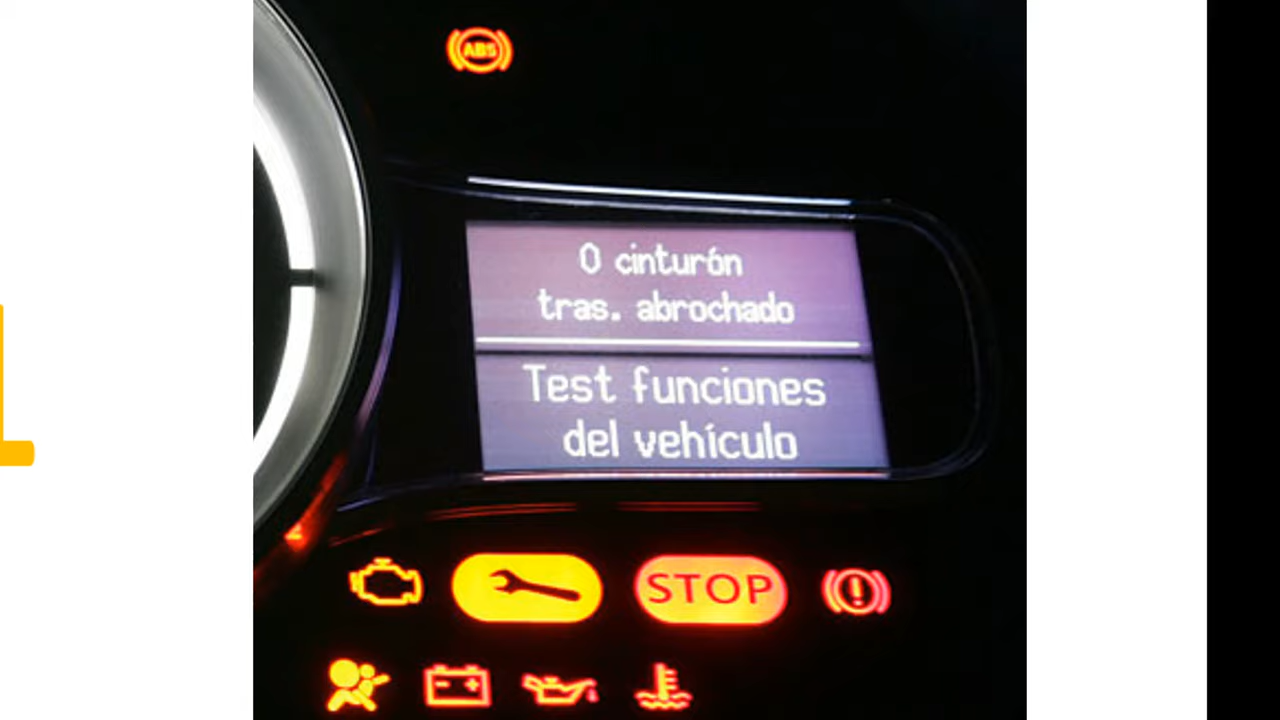 ABS
0 cinturón
tras. abrochado
Test funciones
del vehículo
STOP